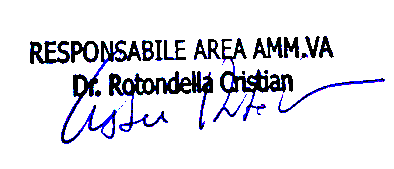 RESPONSABILE AREA AMM.VA
Dr. Rotondella Cristian